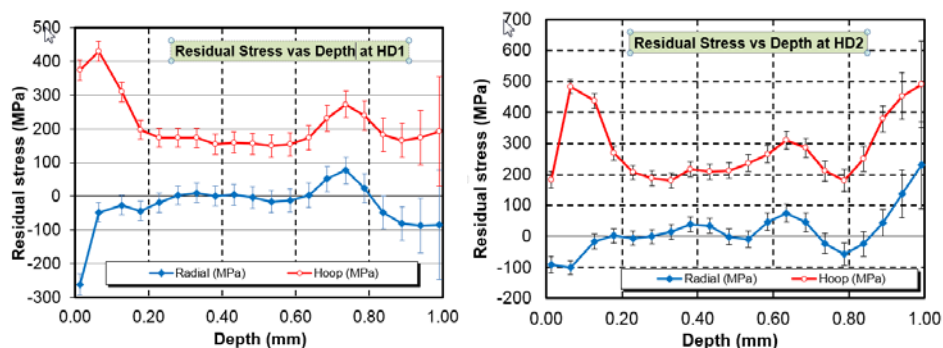 Residual Stress vas Depth at HD1
Residual stress (MPa)
500
400
300
200
100
0
-100
-200
-300
Radial (MPa)
Hoop (MPa)
0.00 0.20 0.40 0.60 0.80 1.00
Depth (mm)
Residual Stress vs Depth at HD2
Residual stress (MPa)
700
600
500
400
300
200
100
0
-100
-200
Radial (MPa)
Hoop (MPa)
0.00 0.20 0.40 0.60 0.80 1.00
Depth (mm)